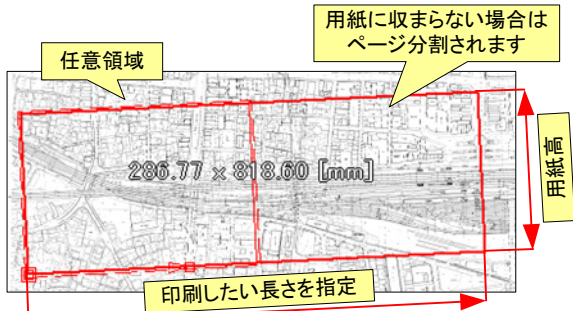 用紙に収まらない場合は
ページ分割されます
任意領域
286.77 × 818.60 [mm]
用紙高
印刷したい長さを指定